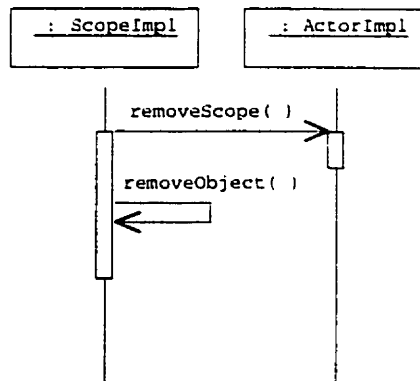 : ScopeImpl
: ActorImpl
removeScope( )
removeObject( )